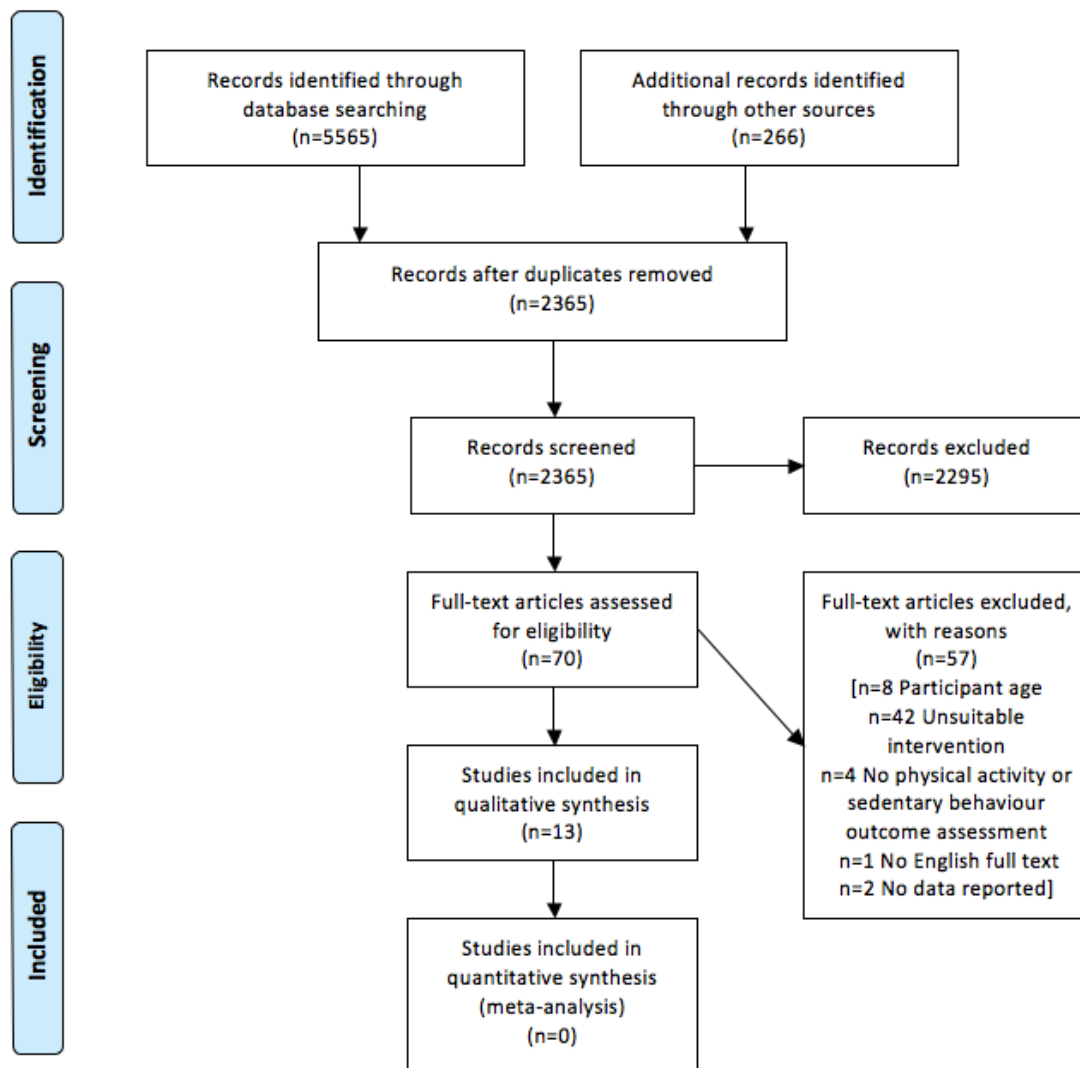 Identification
Records identified through
database searching
(n=5565)
Additional records identified
through other sources
(n=266)
Records after duplicates removed
(n=2365)
Screening
Records screened
(n=2365)
Records excluded
(n=2295)
Eligibility
Full-text articles assessed
for eligibility
(n=70)
Full-text articles excluded,
with reasons
(n=57)
[n=8 Participant age
n=42 Unsuitable
intervention
n=4 No physical activity or
sedentary behaviour
outcome assessment
n=1 No English full text
n=2 No data reported]
Studies included in
qualitative synthesis
(n=13)
Included
Studies included in
quantitative synthesis
(meta-analysis)
(n=0)